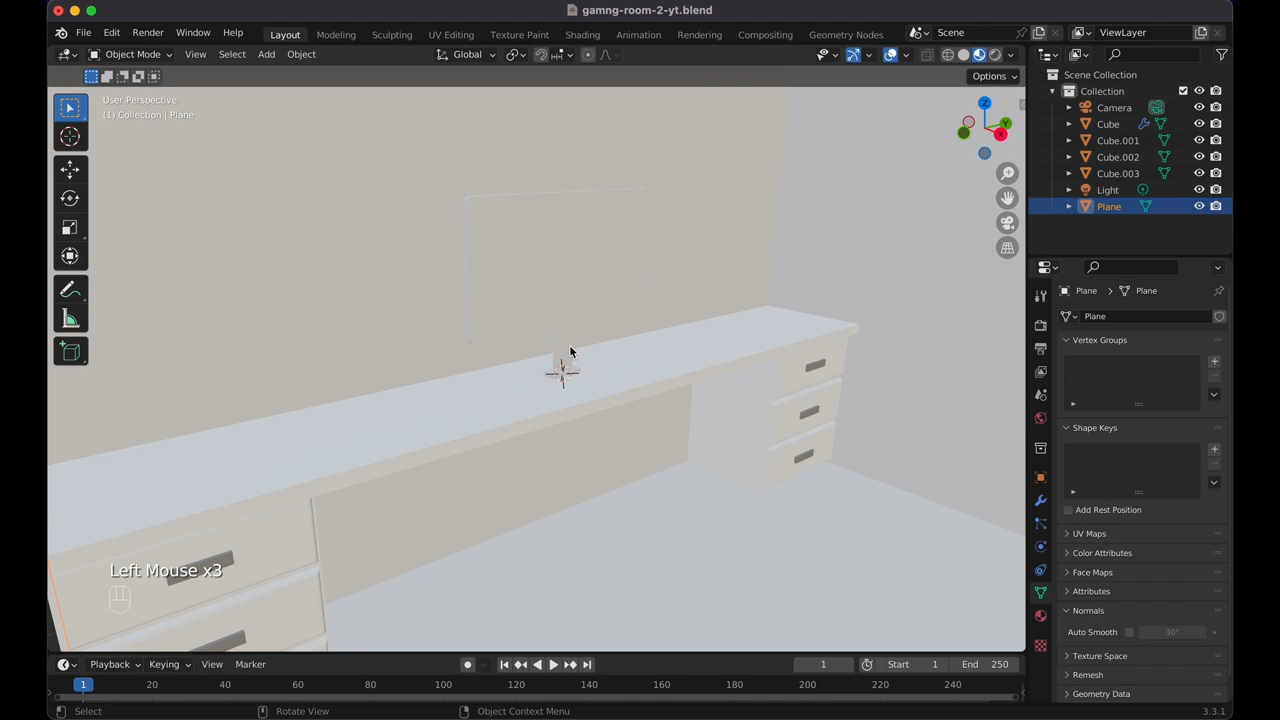 gamng-room-2-yt.blend
File Edit Render Window Help Layout Modeling Sculpting UV Editing Texture Paint Shading Animation Rendering Compositing Geometry Nodes Scene ViewLayer
Object Mode View Select Add Object Global
Options
User Perspective
(1) Collection | Plane
Z
Y
X
Scene Collection
Collection
Camera
Cube
Cube.001
Cube.002
Cube.003
Light
Plane
Plane > Plane
Plane
Vertex Groups
Shape Keys
Add Rest Position
UV Maps
Color Attributes
Face Maps
Attributes
Normals
Auto Smooth 30°
Texture Space
Remesh
Geometry Data
Left Mouse x3
Playback Keying View Marker 1 Start 1 End 250
1 20 40 60 80 100 120 140 160 180 200 220 240
Select Rotate View Object Context Menu 3.3.1